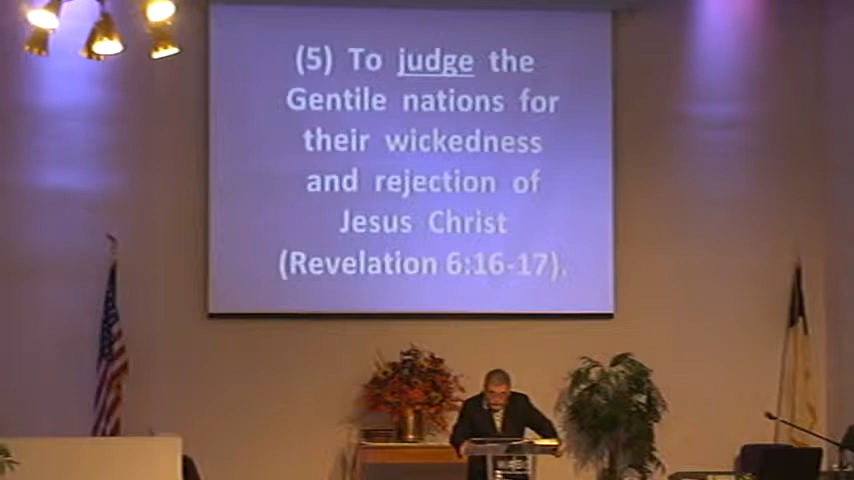 (5) To judge the
Gentile nations for
their wickedness
and rejection of
Jesus Christ
(Revelation 6:16-17).